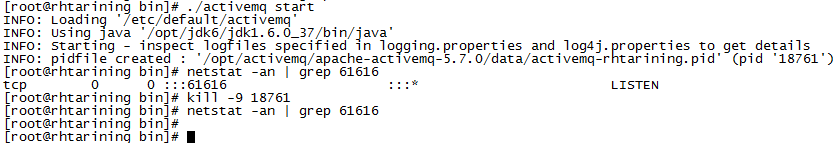 [root@rhtarining bin]# ./activemq start
INFO: Loading '/etc/default/activemq'
INFO: Using java '/opt/jdk6/jdk1.6.0_37/bin/java'
INFO: Starting - inspect logfiles specified in logging.properties and log4j.properties to get details
INFO: pidfile created : '/opt/activemq/apache-activemq-5.7.0/data/activemq-rhtarining.pid' (pid '18761')
[root@rhtarining bin]# netstat -an | grep 61616
tcp 0 0 :::61616 :::* LISTEN
[root@rhtarining bin]# kill -9 18761
[root@rhtarining bin]# netstat -an | grep 61616
[root@rhtarining bin]#
[root@rhtarining bin]#